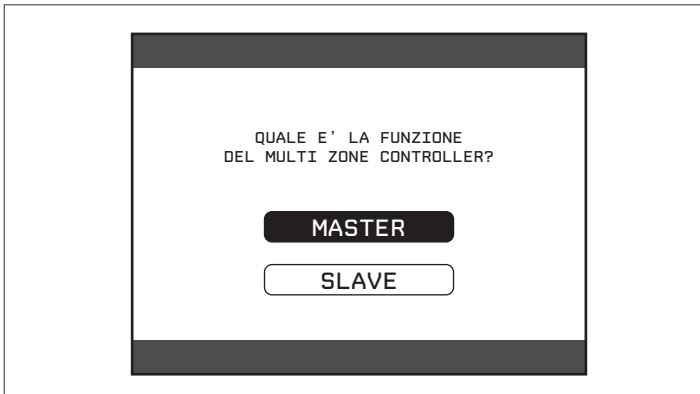 QUALE E' LA FUNZIONE
DEL MULTI ZONE CONTROLLER?
MASTER
SLAVE